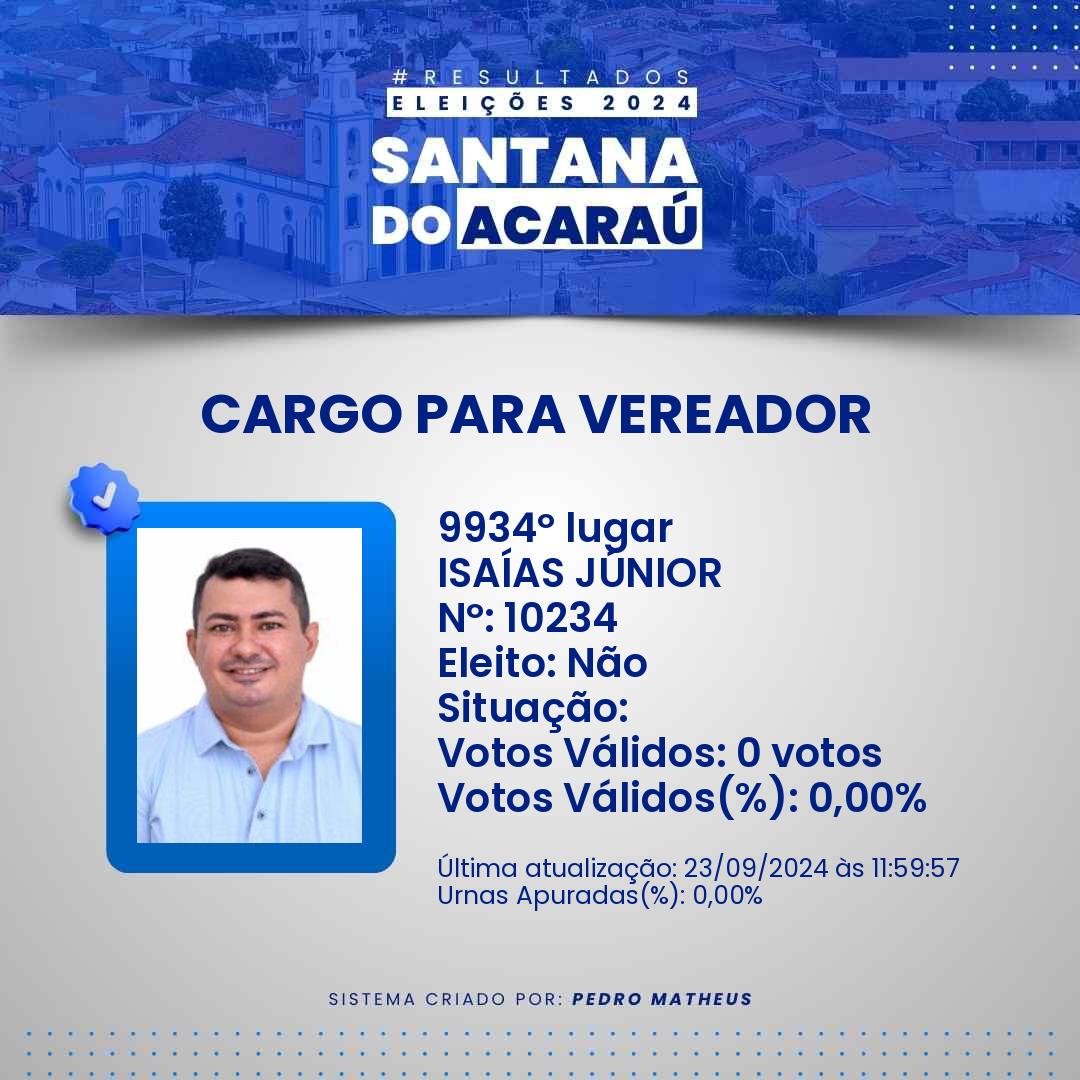 #RESULTADOS
ELEIÇÕES 2024
SANTANA
DO ACARAÚ
CARGO PARA VEREADOR
9934º lugar
ISAÍAS JÚNIOR
Nº: 10234
Eleito: Não
Situação:
Votos Válidos: 0 votos
Votos Válidos(%): 0,00%
Última atualização: 23/09/2024 às 11:59:57
Urnas Apuradas(%): 0,00%
SISTEMA CRIADO POR: PEDRO MATHEUS